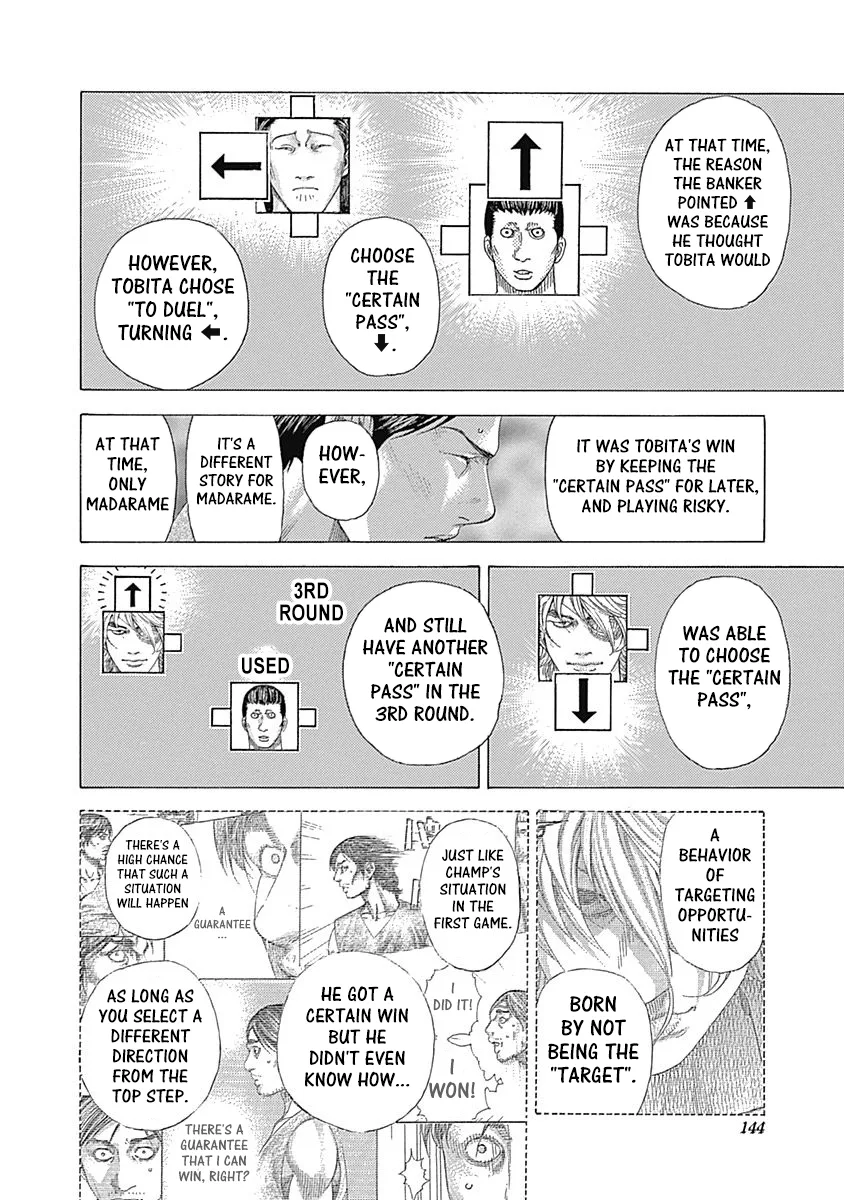 AT THAT TIME,
THE REASON
THE BANKER
POINTED ⬆
WAS BECAUSE
HE THOUGHT
TOBITA WOULD
CHOOSE
THE
"CERTAIN
PASS",
⬇.
HOWEVER,
TOBITA CHOSE
"TO DUEL",
TURNING ⬅.
IT WAS TOBITA'S WIN
BY KEEPING THE
"CERTAIN PASS" FOR LATER,
AND PLAYING RISKY.
HOW-
EVER,
IT'S A
DIFFERENT
STORY FOR
MADARAME.
AT THAT
TIME,
ONLY
MADARAME
WAS ABLE
TO CHOOSE
THE "CERTAIN
PASS",
AND STILL
HAVE ANOTHER
"CERTAIN
PASS" IN THE
3RD ROUND.
3RD
ROUND
USED
A
BEHAVIOR
OF
TARGETING
OPPORTU-
NITIES
BORN
BY NOT
BEING THE
"TARGET".
JUST LIKE
CHAMP'S
SITUATION
IN THE
FIRST GAME.
I
DID IT!
I
WON!
HE GOT A
CERTAIN WIN
BUT HE
DIDN'T EVEN
KNOW HOW...
A
GUARANTEE
...
THERE'S A
HIGH CHANCE
THAT SUCH A
SITUATION
WILL HAPPEN
AS LONG AS
YOU SELECT A
DIFFERENT
DIRECTION
FROM THE
TOP STEP.
THERE'S A
GUARANTEE
THAT I CAN
WIN, RIGHT?
144